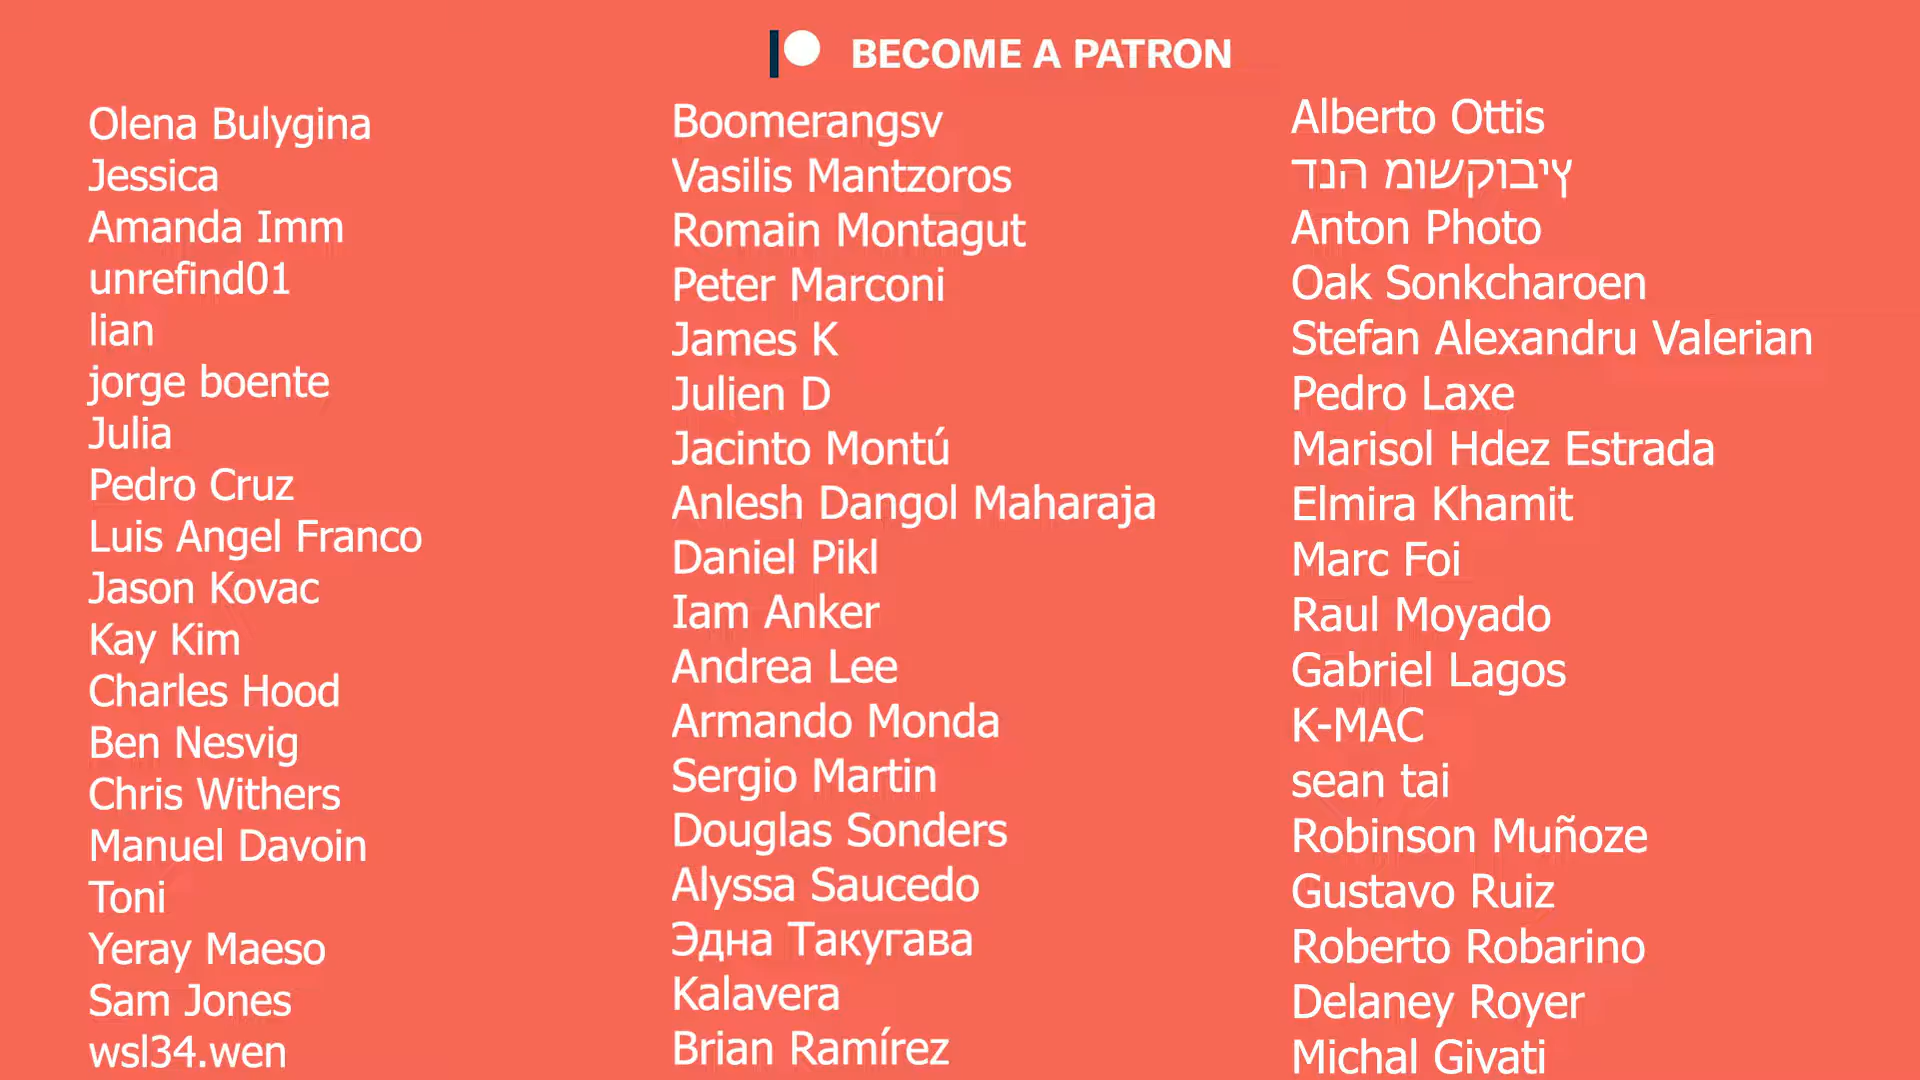 BECOME A PATRON
Olena Bulygina
Jessica
Amanda Imm
unrefind01
lian
jorge boente
Julia
Pedro Cruz
Luis Angel Franco
Jason Kovac
Kay Kim
Charles Hood
Ben Nesvig
Chris Withers
Manuel Davoin
Toni
Yeray Maeso
Sam Jones
wsl34.wen
Boomerangsv
Vasilis Mantzoros
Romain Montagut
Peter Marconi
James K
Julien D
Jacinto Montú
Anlesh Dangol Maharaja
Daniel Pikl
Iam Anker
Andrea Lee
Armando Monda
Sergio Martin
Douglas Sonders
Alyssa Saucedo
Эдна Такугава
Kalavera
Brian Ramírez
Alberto Ottis
דנה מושקוביץ
Anton Photo
Oak Sonkcharoen
Stefan Alexandru Valerian
Pedro Laxe
Marisol Hdez Estrada
Elmira Khamit
Marc Foi
Raul Moyado
Gabriel Lagos
K-MAC
sean tai
Robinson Muñoze
Gustavo Ruiz
Roberto Robarino
Delaney Royer
Michal Givati